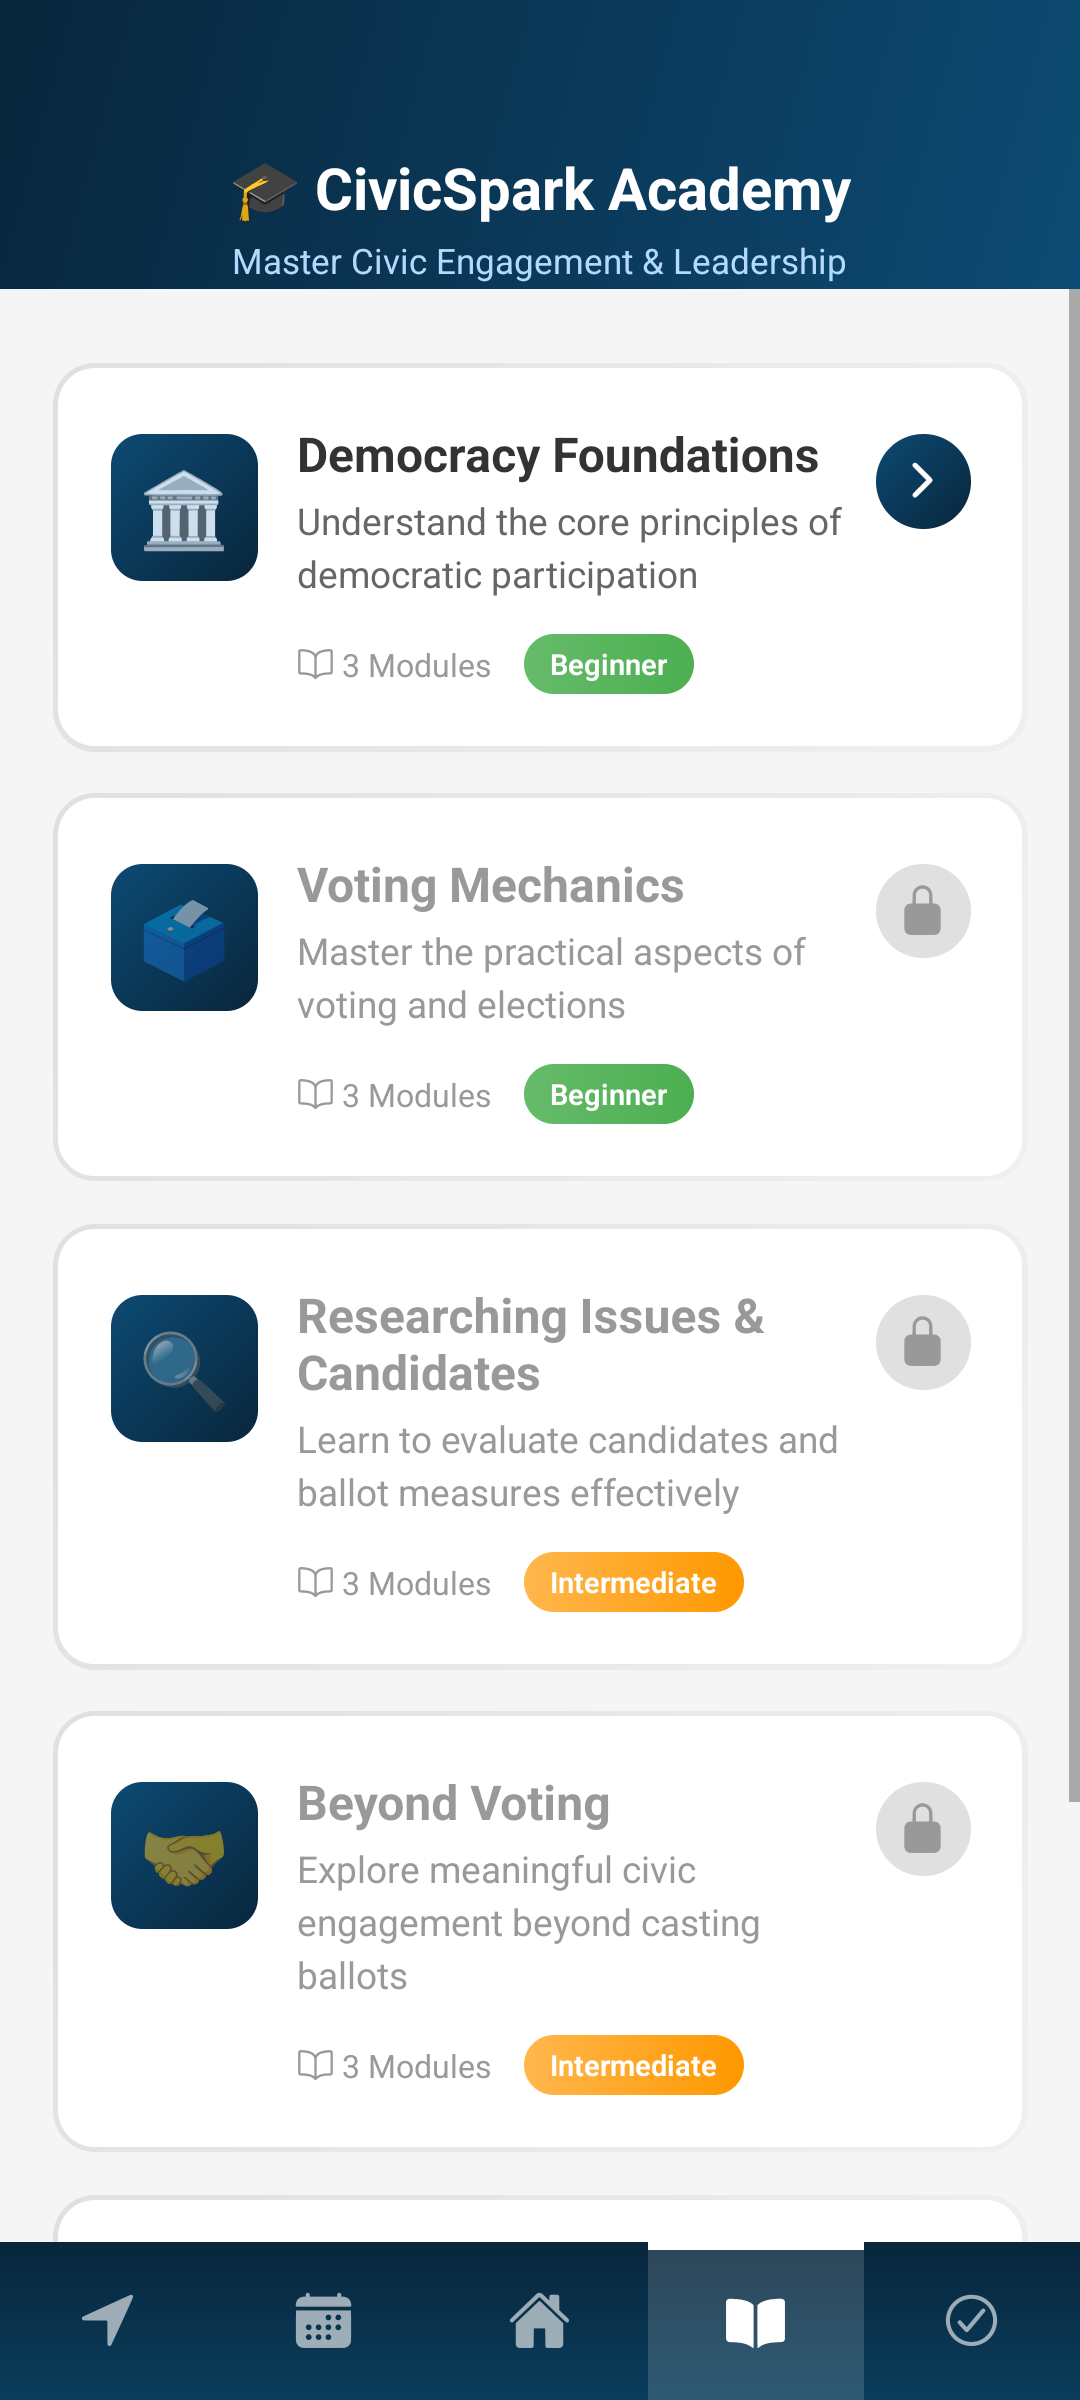 CivicSpark Academy
Master Civic Engagement & Leadership
Democracy Foundations
Understand the core principles of
democratic participation
3 Modules
Beginner
Voting Mechanics
Master the practical aspects of
voting and elections
3 Modules
Beginner
Researching Issues &
Candidates
Learn to evaluate candidates and
ballot measures effectively
3 Modules
Intermediate
Beyond Voting
Explore meaningful civic
engagement beyond casting
ballots
3 Modules
Intermediate